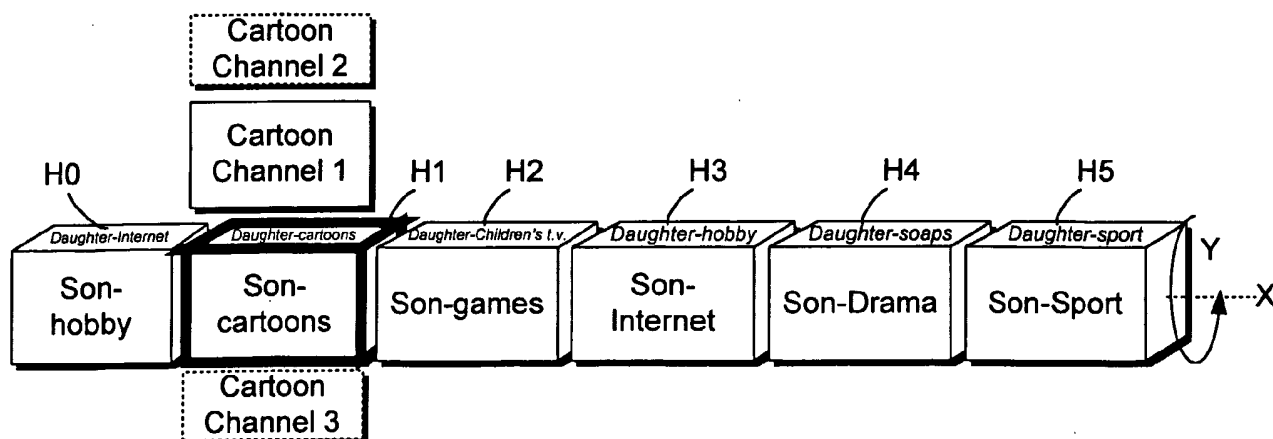 Cartoon
Channel 2
Cartoon
Channel 1
H0
H1
H2
H3
H4
H5
Daughter-Internet
Daughter-cartoons
Daughter-Children's t.v.
Daughter-hobby
Daughter-soaps
Daughter-sport
Y
X
Son-
hobby
Son-
cartoons
Son-games
Son-
Internet
Son-Drama
Son-Sport
Cartoon
Channel 3